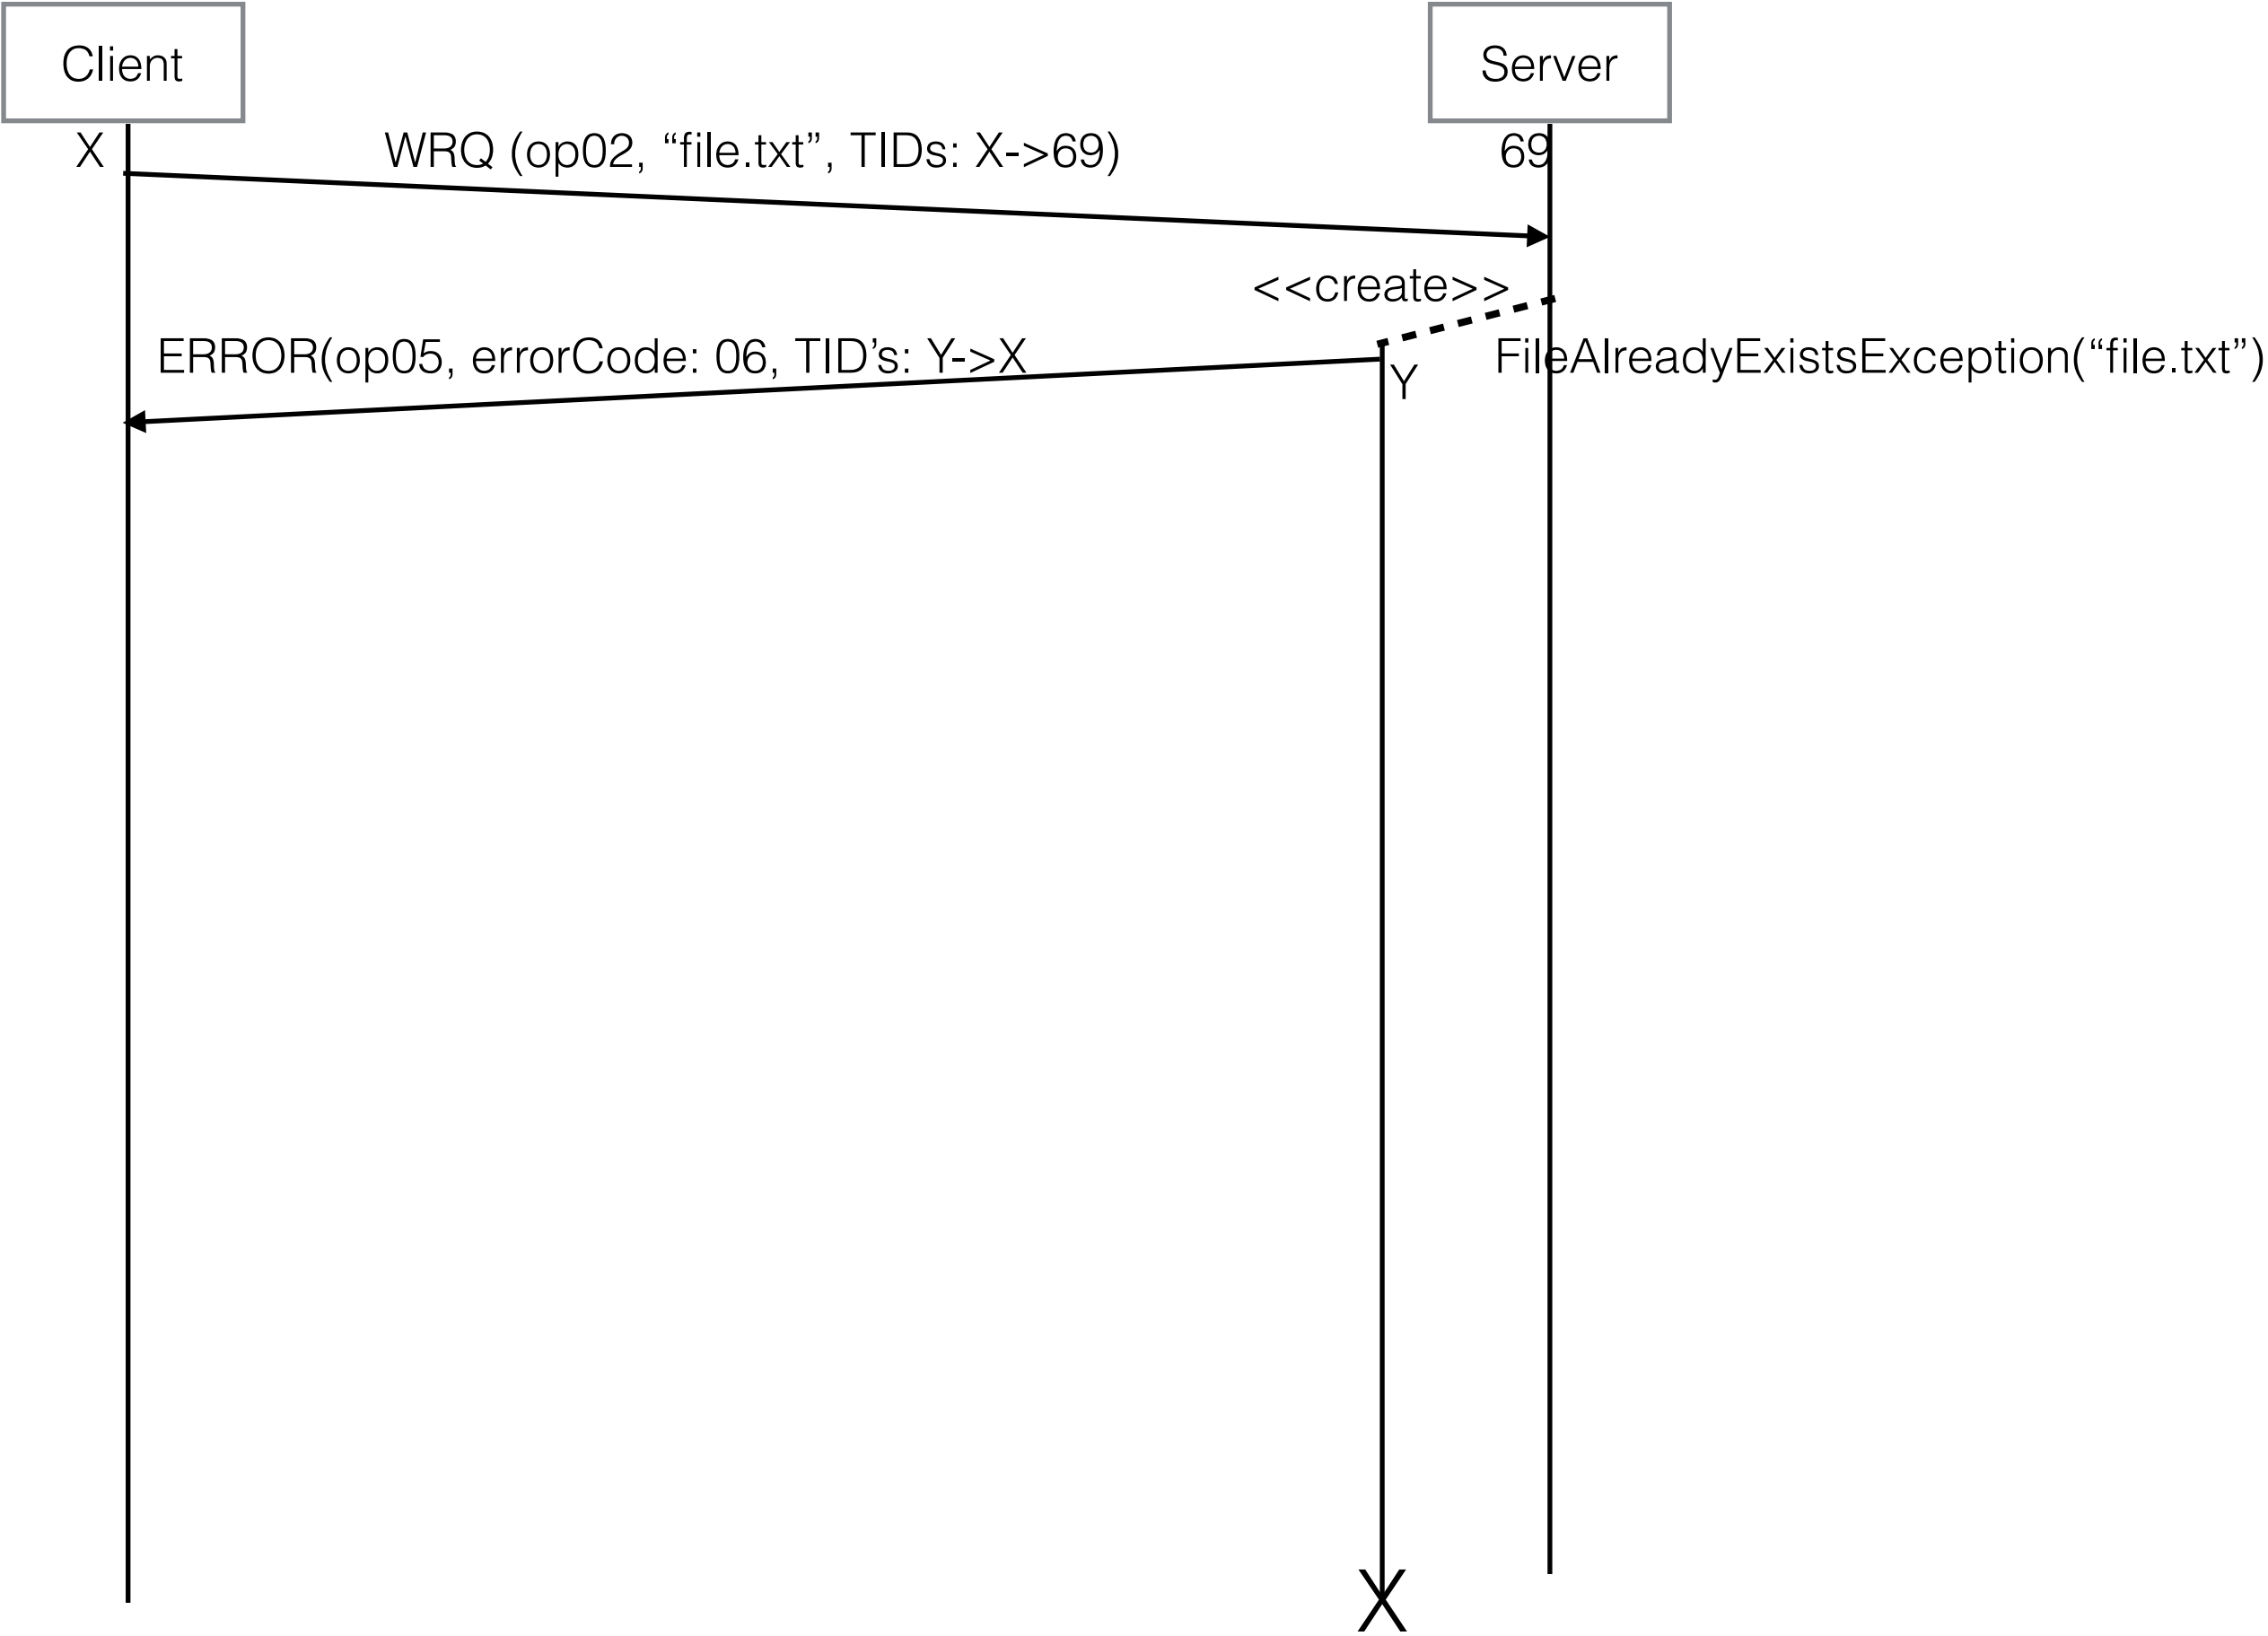 Client
Server
X
WRQ (op02, “file.txt”, TIDs: X->69)
69
<<create>>
ERROR(op05, errorCode: 06, TID’s: Y->X
FileAlreadyExistsException(“file.txt”)
Y
X